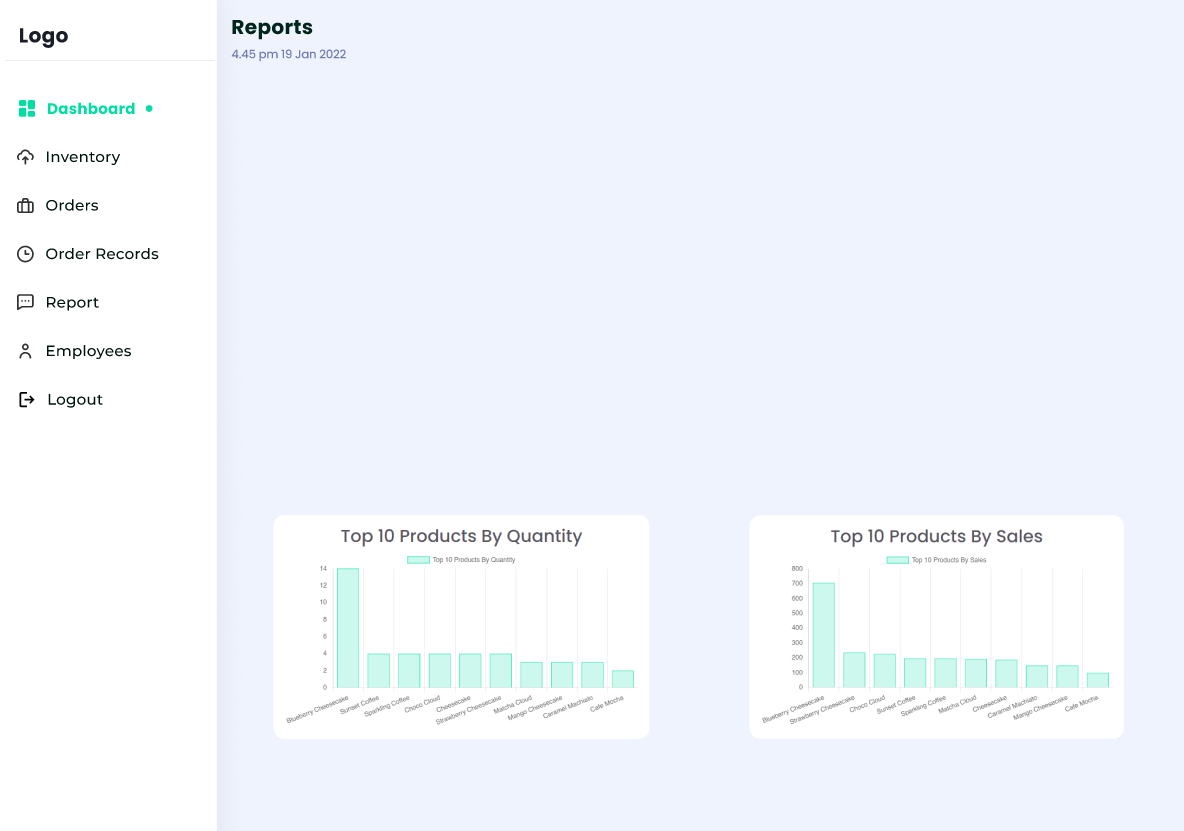 Logo
Dashboard
Inventory
Orders
Order Records
Report
Employees
Logout
Reports
4.45 pm 19 Jan 2022
Top 10 Products By Quantity
Top 10 Products By Quantity
14
12
10
8
6
4
2
0
Blueberry Cheesecake
Sunset Coffee
Sparkling Coffee
Choco Cloud
Cheesecake
Strawberry Cheesecake
Matcha Cloud
Mango Cheesecake
Caramel Machiato
Cafe Mocha
Top 10 Products By Sales
Top 10 Products By Sales
800
700
600
500
400
300
200
100
0
Blueberry Cheesecake
Strawberry Cheesecake
Choco Cloud
Sunset Coffee
Sparkling Coffee
Matcha Cloud
Cheesecake
Caramel Machiato
Mango Cheesecake
Cafe Mocha